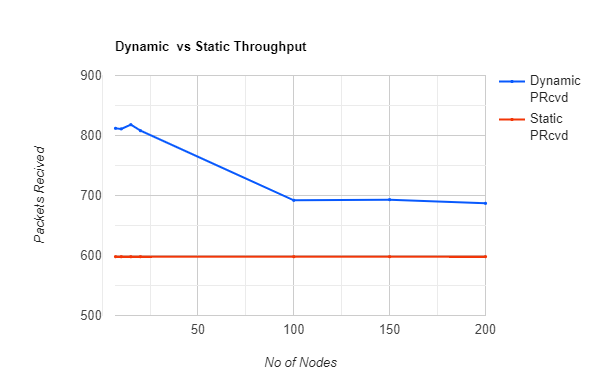 Dynamic  vs Static Throughput
900
800
700
600
500
50
100
150
200
Packets Recived
No of Nodes
Dynamic
PRcvd
Static
PRcvd